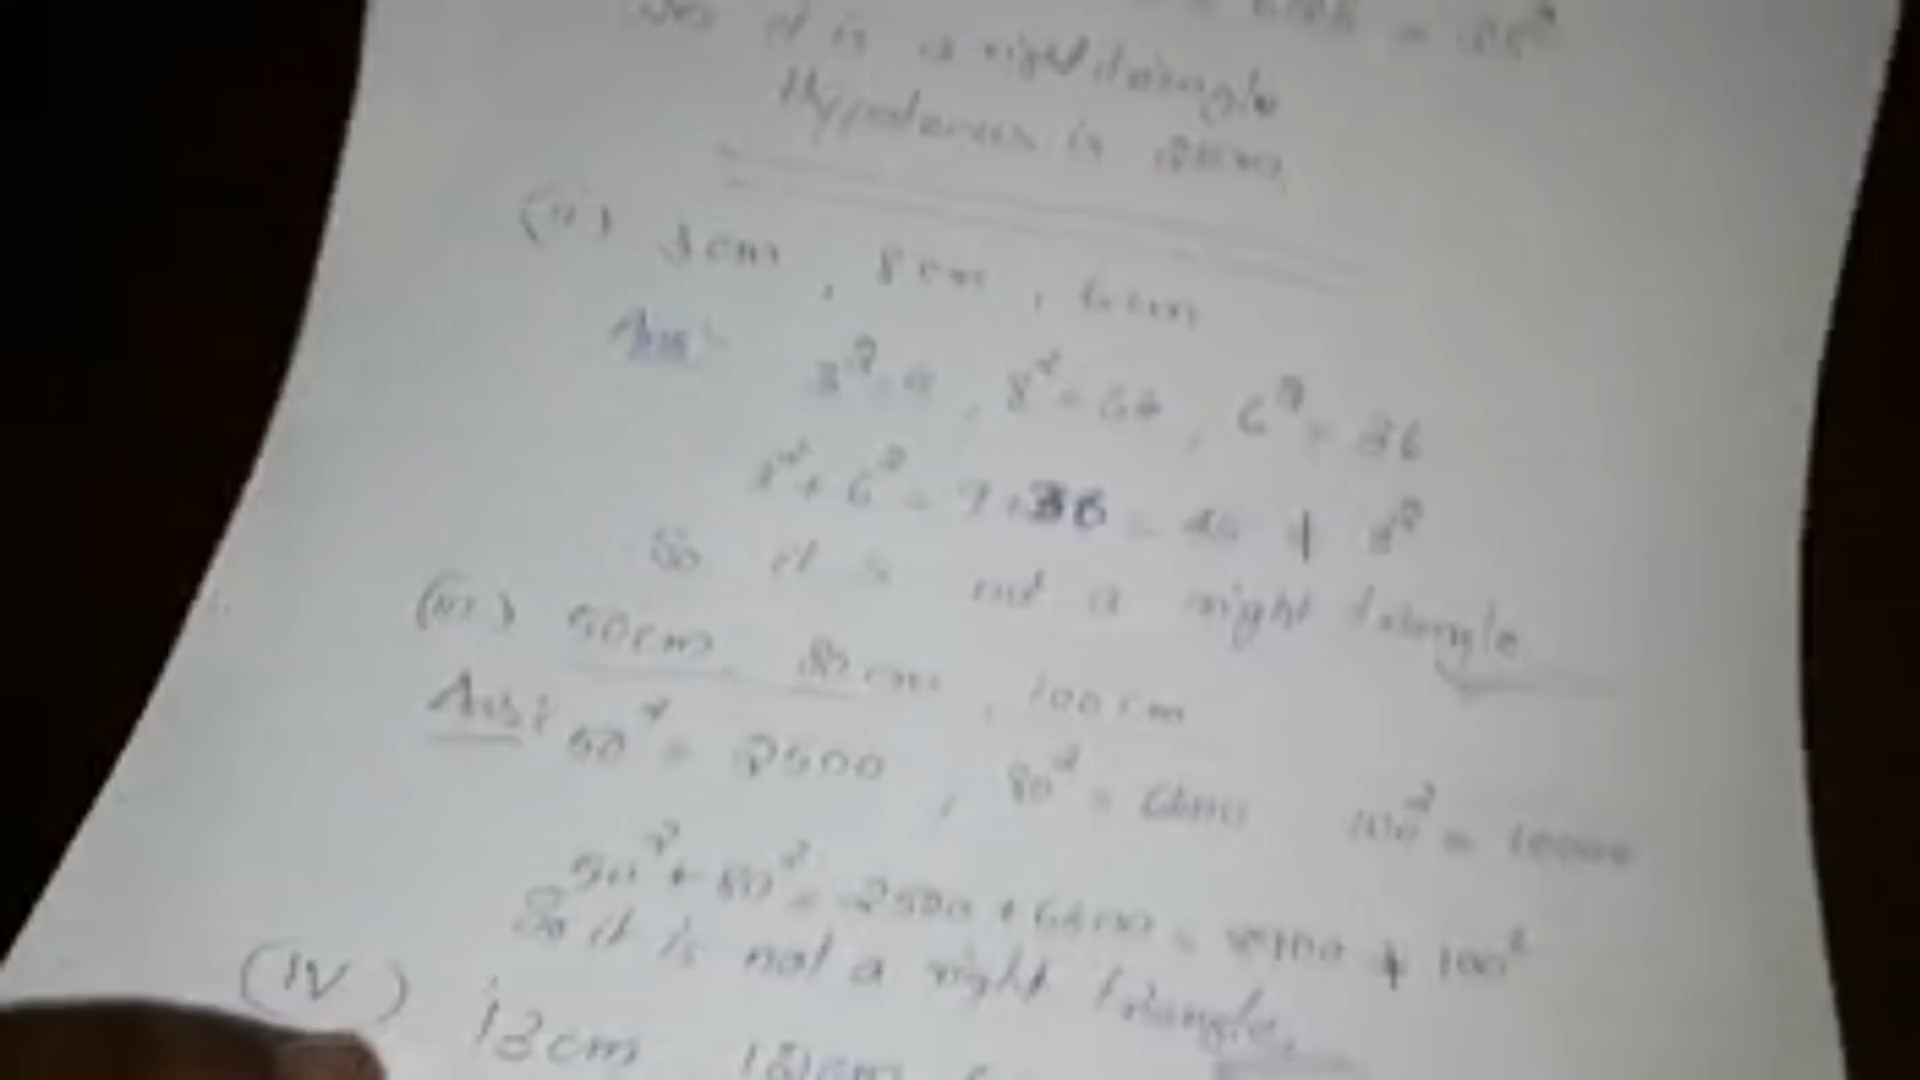 it is a right triangle
Hypotenus is 25cm
(ii) 3cm, 8cm, 6cm
Ans:- 3² = 9, 8² = 64, 6² = 36
3² + 6² = 9 + 36 = 45 ≠ 8²
So it is not a right triangle
(iii) 50cm, 80cm, 100cm
Ans: 50² = 2500, 80² = 6400 100² = 10000
50² + 80² = 2500 + 6400 = 8900 ≠ 100²
So it is not a right triangle.
(IV) 13cm